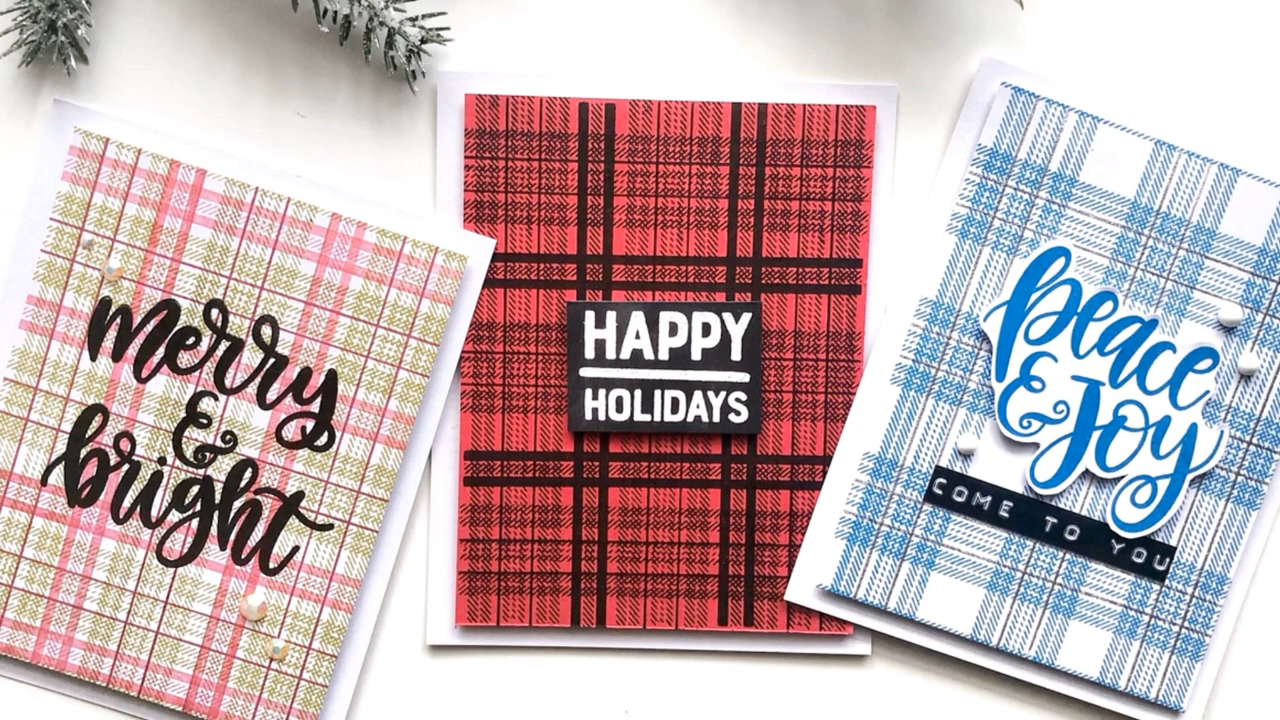 merry
&
bright
HAPPY
HOLIDAYS
Peace
& Joy
COME TO YOU